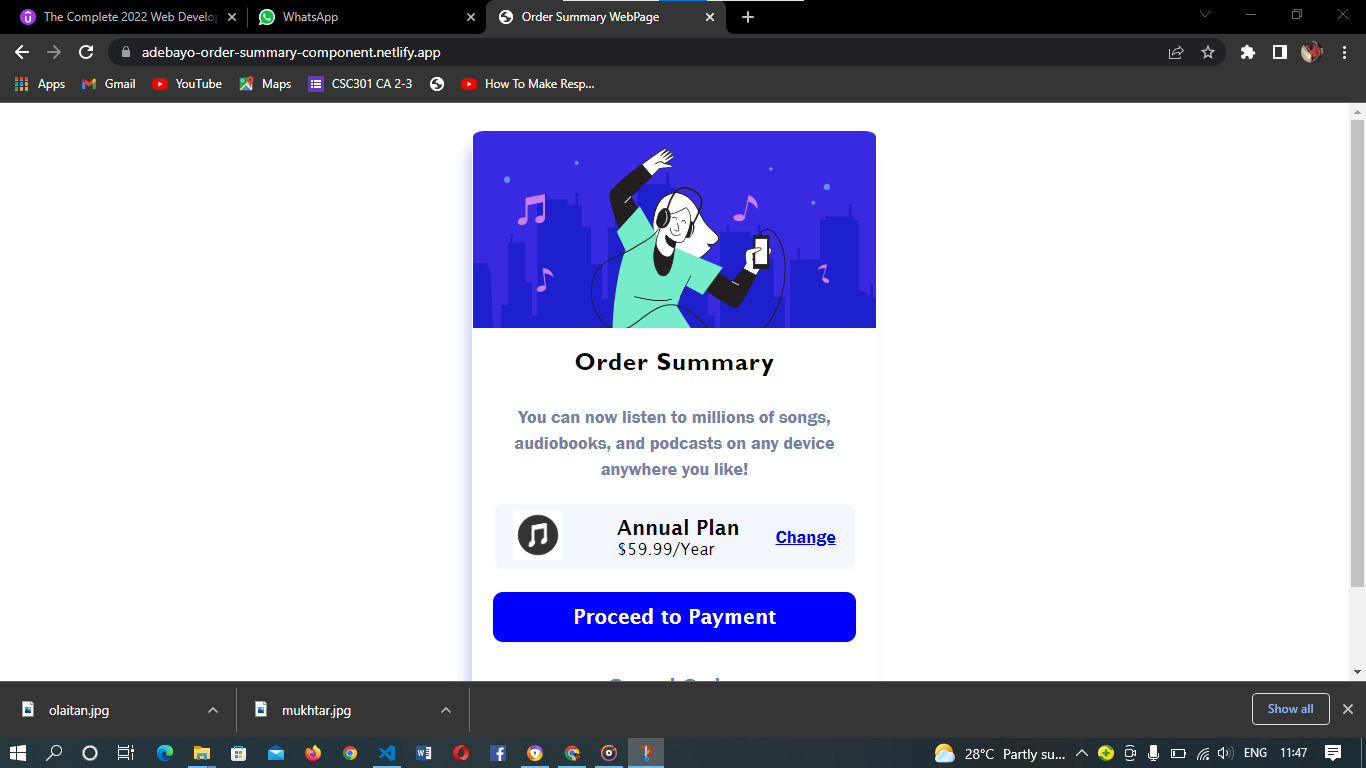 The Complete 2022 Web Develop
WhatsApp
Order Summary WebPage
adebayo-order-summary-component.netlify.app
Apps
Gmail
YouTube
Maps
CSC301 CA 2-3
How To Make Resp...
Order Summary
You can now listen to millions of songs,
audiobooks, and podcasts on any device
anywhere you like!
Annual Plan
$59.99/Year
Change
Proceed to Payment
olaitan.jpg
mukhtar.jpg
Show all
28°C Partly su...
ENG
11:47